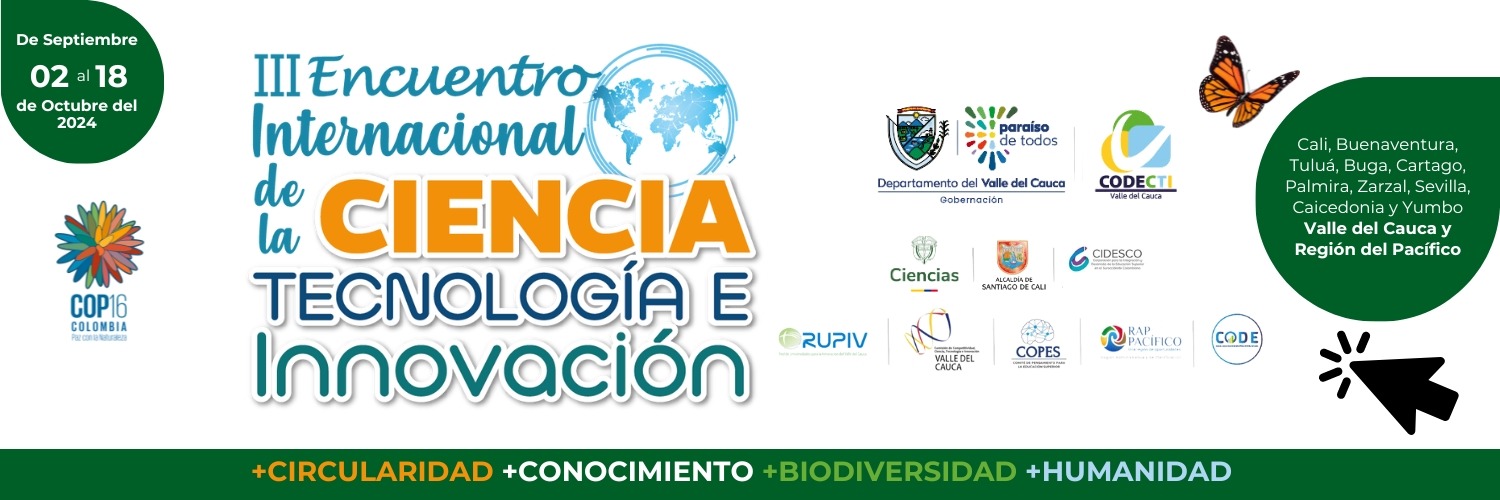 De Septiembre
02 al 18
de Octubre del
2024
III Encuentro
Internacional
de
la CIENCIA
TECNOLOGÍA E
Innovación
COP16
COLOMBIA
Paz con la Naturaleza
paraíso
de todos
Departamento del Valle del Cauca
Gobernación
CODECTI
Valle del Cauca
Ciencias
ALCALDÍA DE
SANTIAGO DE CALI
CIDESCO
RUPIV
VALLE DEL
CAUCA
COPES
RAP
PACÍFICO
CODE
Cali, Buenaventura,
Tuluá, Buga, Cartago,
Palmira, Zarzal, Sevilla,
Caicedonia y Yumbo
Valle del Cauca y
Región del Pacífico
+CIRCULARIDAD +CONOCIMIENTO +BIODIVERSIDAD +HUMANIDAD